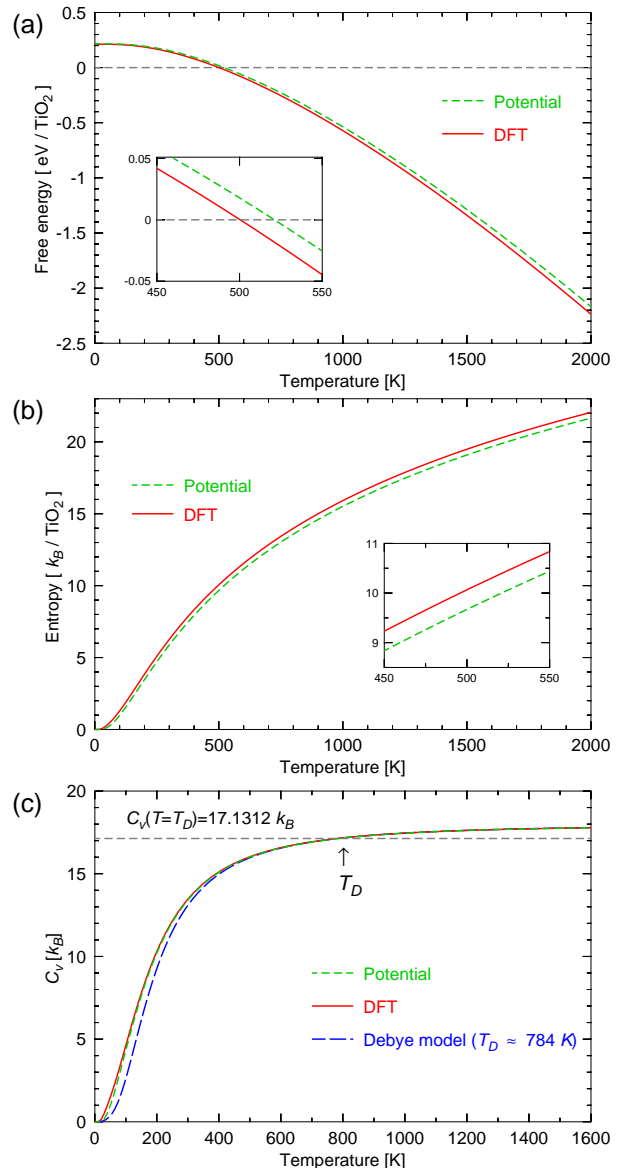 (a)
0
-0.5
-1
-1.5
-2
-2.5
Free energy [ eV / TiO2 ]
Potential
DFT
0.05
0
-0.05
450 500 550
0 500 1000 1500 2000
Temperature [K]
(b)
20
15
10
5
0
Entropy [ kB / TiO2 ]
Potential
DFT
11
10
9
450 500 550
0 500 1000 1500 2000
Temperature [K]
(c)
20
15
10
5
0
Cv [kB]
Cv(T=TD)=17.1312 kB
↑
TD
Potential
DFT
Debye model (TD ≈ 784 K)
0 200 400 600 800 1000 1200 1400 1600
Temperature [K]